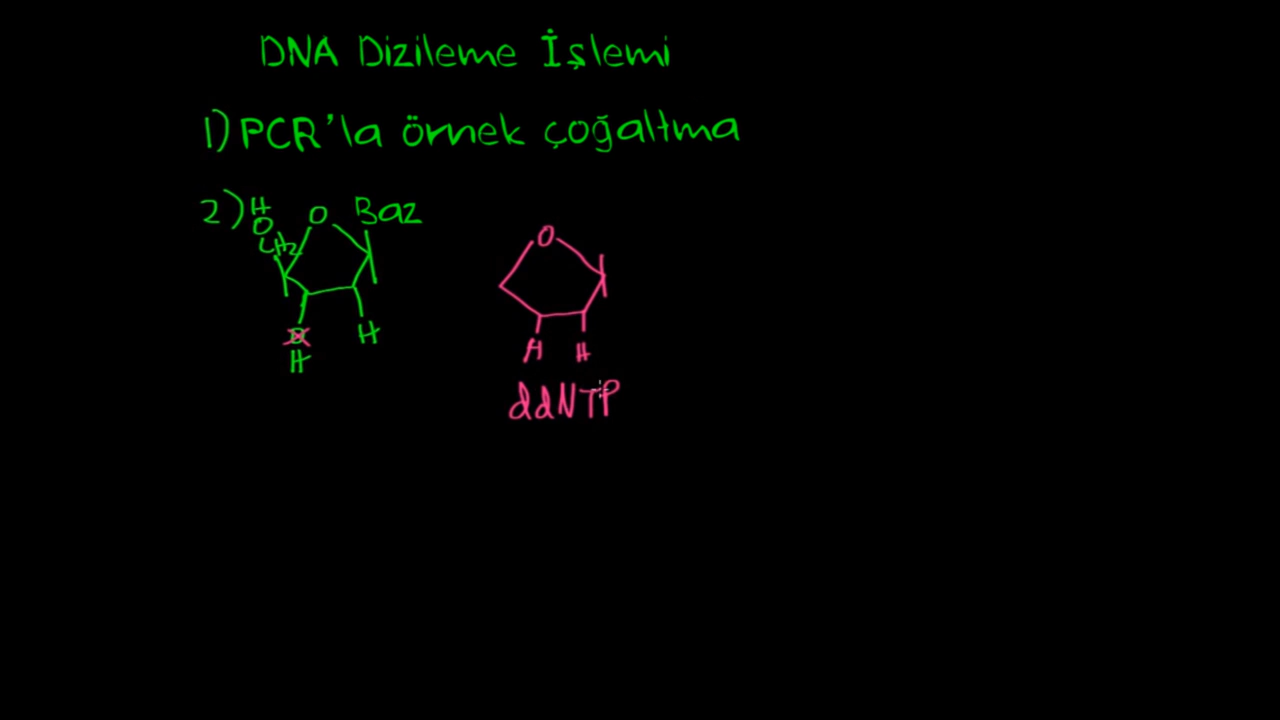 DNA Dizileme İşlemi
1) PCR'la örnek çoğaltma
2) H
O O Baz
CH2
O H
H
O
H H
ddNTP